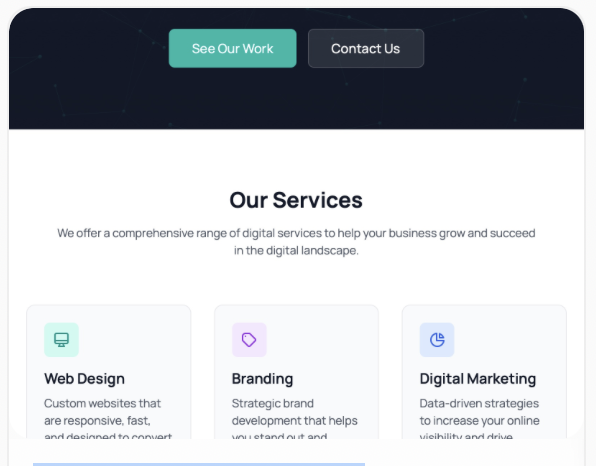 See Our Work
Contact Us
Our Services
We offer a comprehensive range of digital services to help your business grow and succeed
in the digital landscape.
Web Design
Custom websites that
are responsive, fast,
and designed to convert
Branding
Strategic brand
development that helps
you stand out and
Digital Marketing
Data-driven strategies
to increase your online
visibility and drive